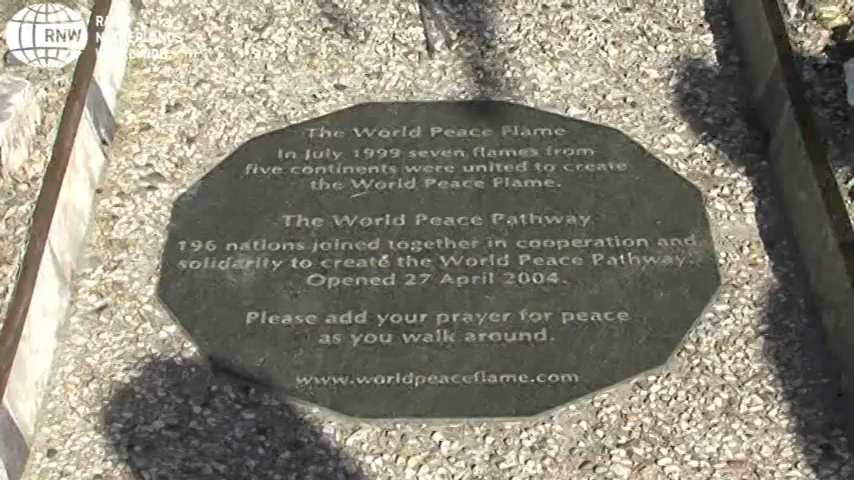 RNW
The World Peace Flame
In July 1999 seven flames from
five continents were united to create
the World Peace Flame.
The World Peace Pathway
196 nations joined together in cooperation and
solidarity to create the World Peace Pathway.
Opened 27 April 2004.
Please add your prayer for peace
as you walk around.
www.worldpeaceflame.com